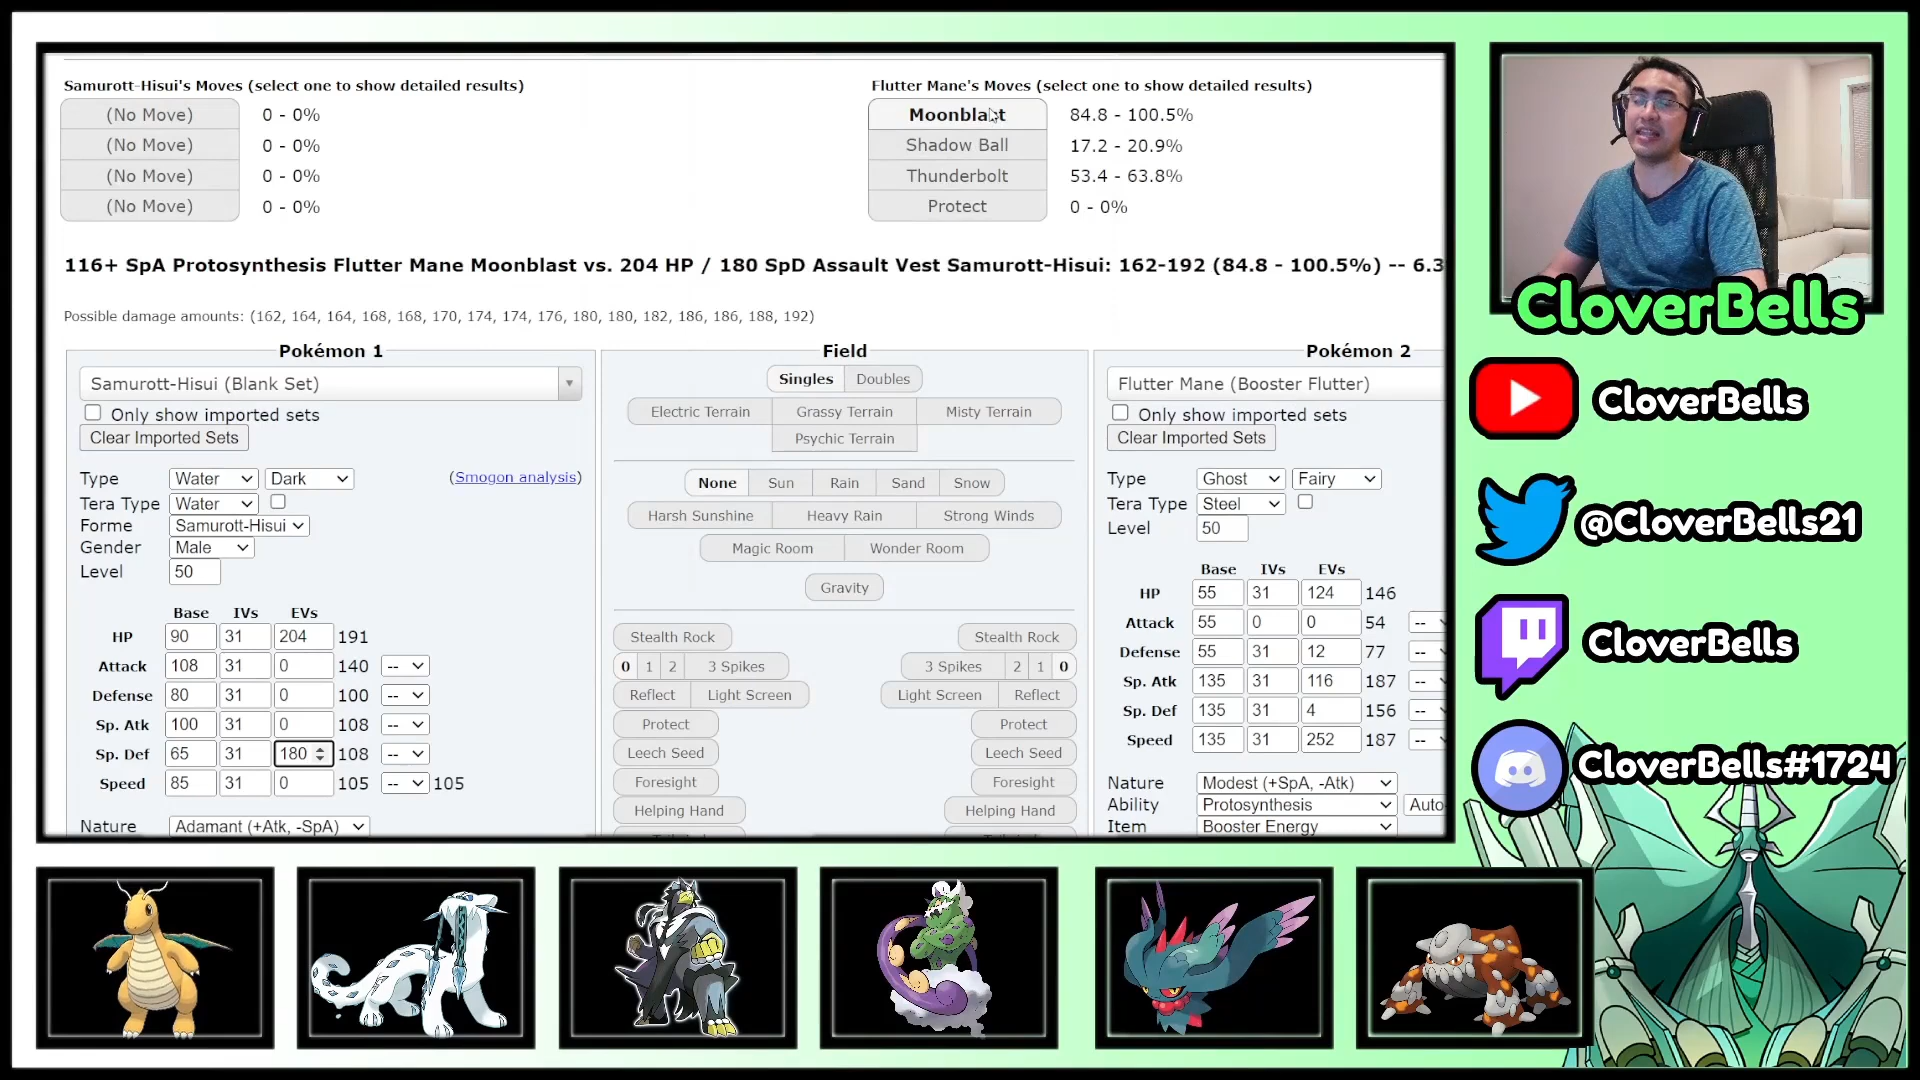 Samurott-Hisui's Moves (select one to show detailed results)
(No Move) 0 - 0%
(No Move) 0 - 0%
(No Move) 0 - 0%
(No Move) 0 - 0%
Flutter Mane's Moves (select one to show detailed results)
Moonblast 84.8 - 100.5%
Shadow Ball 17.2 - 20.9%
Thunderbolt 53.4 - 63.8%
Protect 0 - 0%
116+ SpA Protosynthesis Flutter Mane Moonblast vs. 204 HP / 180 SpD Assault Vest Samurott-Hisui: 162-192 (84.8 - 100.5%) -- 6.3
Possible damage amounts: (162, 164, 164, 168, 168, 170, 174, 174, 176, 180, 180, 182, 186, 186, 188, 192)
Pokémon 1
Samurott-Hisui (Blank Set)
Only show imported sets
Clear Imported Sets
Type Water Dark (Smogon analysis)
Tera Type Water
Forme Samurott-Hisui
Gender Male
Level 50
Base IVs EVs
HP 90 31 204 191
Attack 108 31 0 140 --
Defense 80 31 0 100 --
Sp. Atk 100 31 0 108 --
Sp. Def 65 31 180 108 --
Speed 85 31 0 105 -- 105
Nature Adamant (+Atk, -SpA)
Field
Singles Doubles
Electric Terrain Grassy Terrain Misty Terrain
Psychic Terrain
None Sun Rain Sand Snow
Harsh Sunshine Heavy Rain Strong Winds
Magic Room Wonder Room
Gravity
Stealth Rock Stealth Rock
0 1 2 3 Spikes 3 Spikes 2 1 0
Reflect Light Screen Light Screen Reflect
Protect Protect
Leech Seed Leech Seed
Foresight Foresight
Helping Hand Helping Hand
Pokémon 2
Flutter Mane (Booster Flutter)
Only show imported sets
Clear Imported Sets
Type Ghost Fairy
Tera Type Steel
Level 50
Base IVs EVs
HP 55 31 124 146
Attack 55 0 0 54 --
Defense 55 31 12 77 --
Sp. Atk 135 31 116 187 --
Sp. Def 135 31 4 156 --
Speed 135 31 252 187 --
Nature Modest (+SpA, -Atk)
Ability Protosynthesis Auto
Item Booster Energy
CloverBells
CloverBells
@CloverBells21
CloverBells
CloverBells#1724